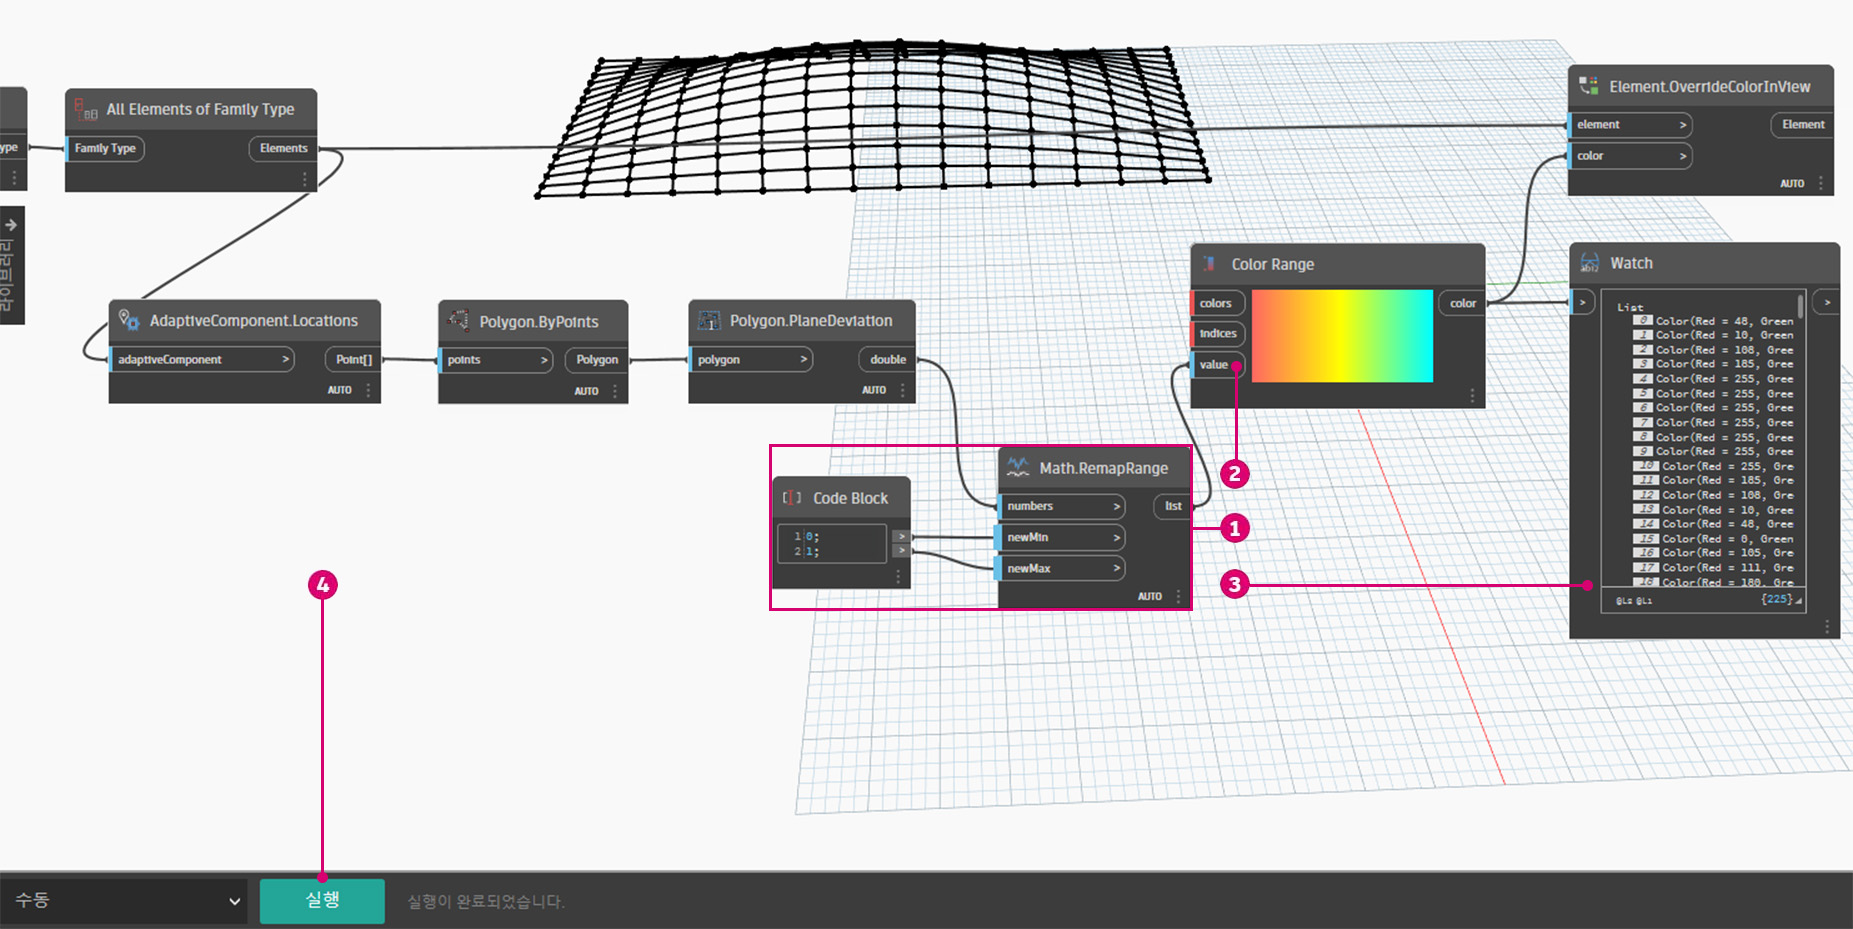 ype
All Elements of Family Type
Family Type
Elements
라이브러리
AdaptiveComponent.Locations
adaptiveComponent >
Point[]
AUTO
Polygon.ByPoints
points >
Polygon
AUTO
Polygon.PlaneDeviation
polygon >
double
AUTO
Code Block
1 0; >
2 1; >
Math.RemapRange
numbers >
list
newMin >
newMax >
AUTO
Color Range
colors
indices
value
color
Element.OverrideColorInView
element >
Element
color >
AUTO
Watch
>
>
List
0 Color(Red = 48, Green
1 Color(Red = 10, Green
2 Color(Red = 108, Gree
3 Color(Red = 185, Gree
4 Color(Red = 255, Gree
5 Color(Red = 255, Gree
6 Color(Red = 255, Gree
7 Color(Red = 255, Gree
8 Color(Red = 255, Gree
9 Color(Red = 255, Gree
10 Color(Red = 255, Gre
11 Color(Red = 185, Gre
12 Color(Red = 108, Gre
13 Color(Red = 10, Gree
14 Color(Red = 48, Gree
15 Color(Red = 0, Green
16 Color(Red = 105, Gre
17 Color(Red = 111, Gre
18 Color(Red = 180, Gre
@L2 @L1 {225}
1
2
3
4
수동
실행
실행이 완료되었습니다.